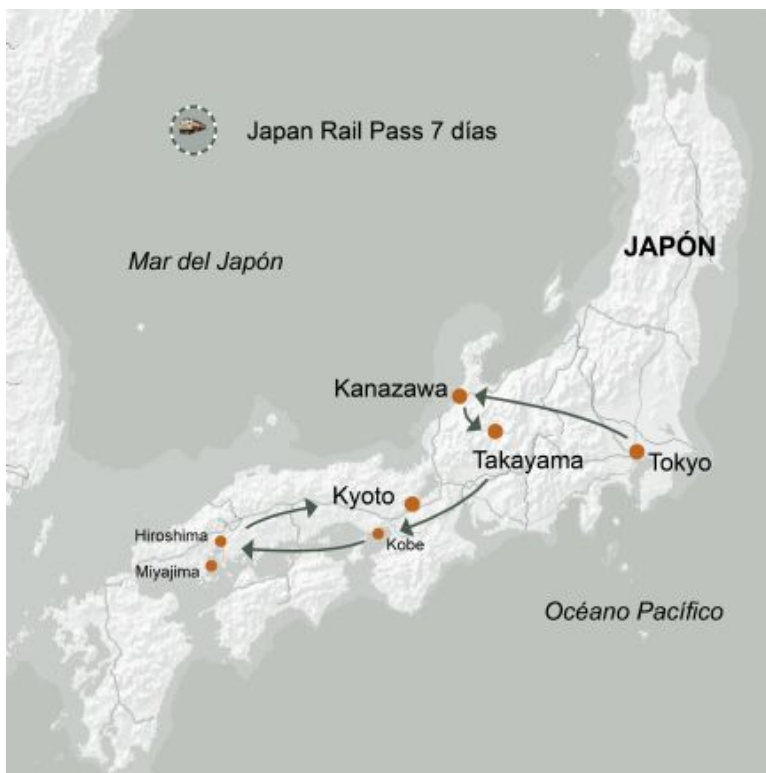 Japan Rail Pass 7 días
JAPÓN
Mar del Japón
Kanazawa
Takayama
Tokyo
Kyoto
Hiroshima
Kobe
Miyajima
Océano Pacífico